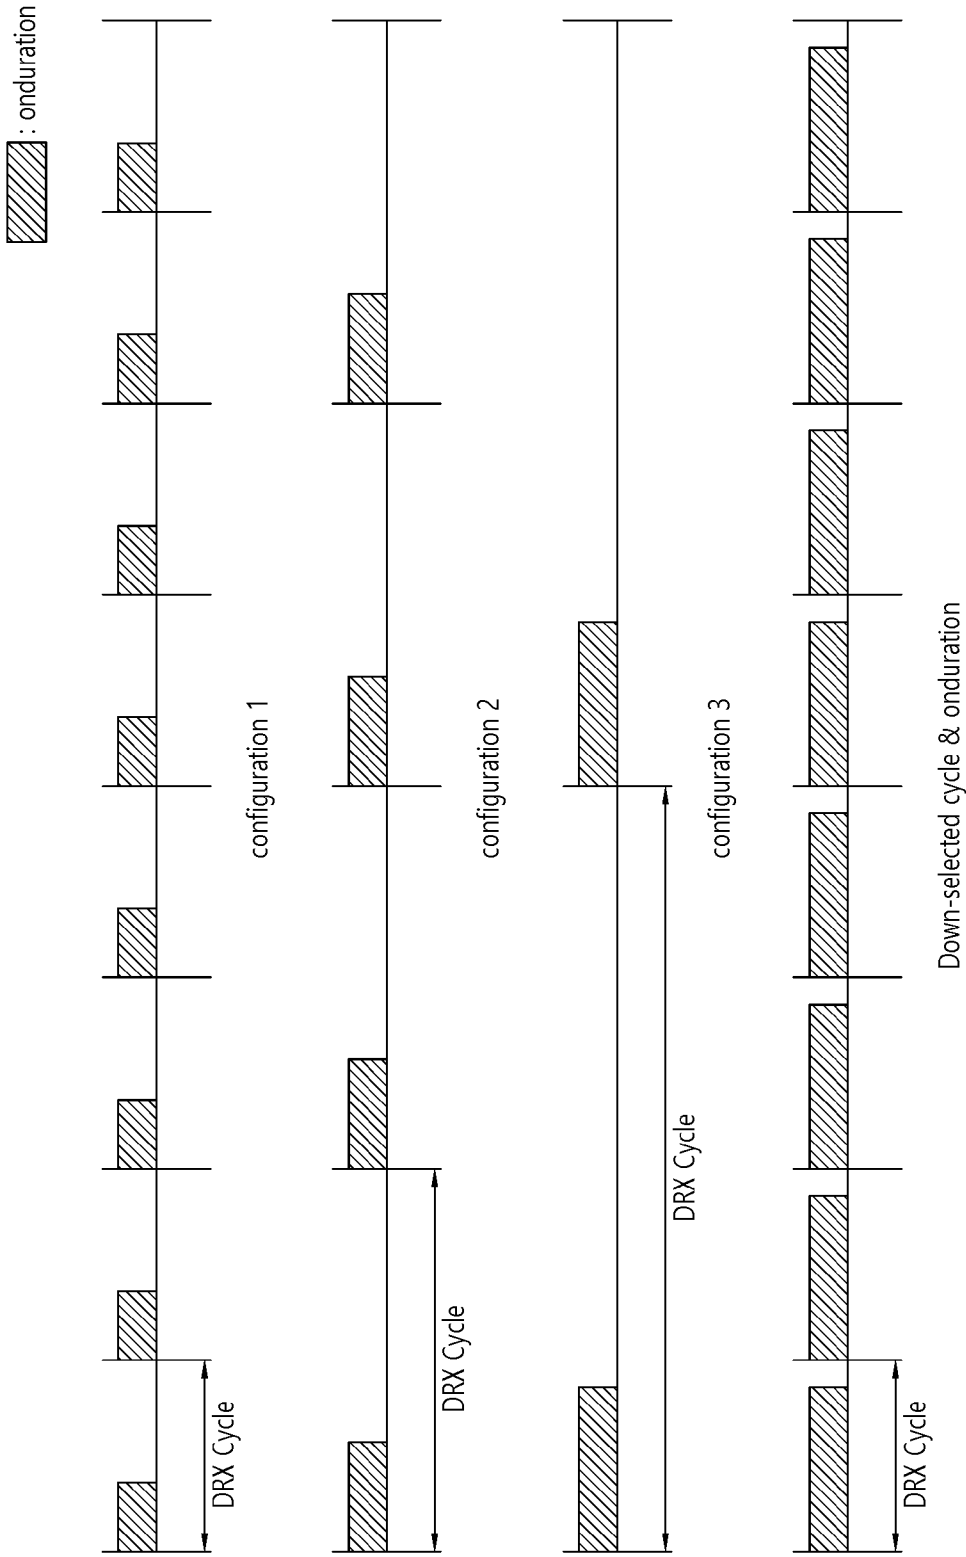 : onduration
DRX Cycle
configuration 1
DRX Cycle
configuration 2
DRX Cycle
configuration 3
DRX Cycle
Down-selected cycle & onduration